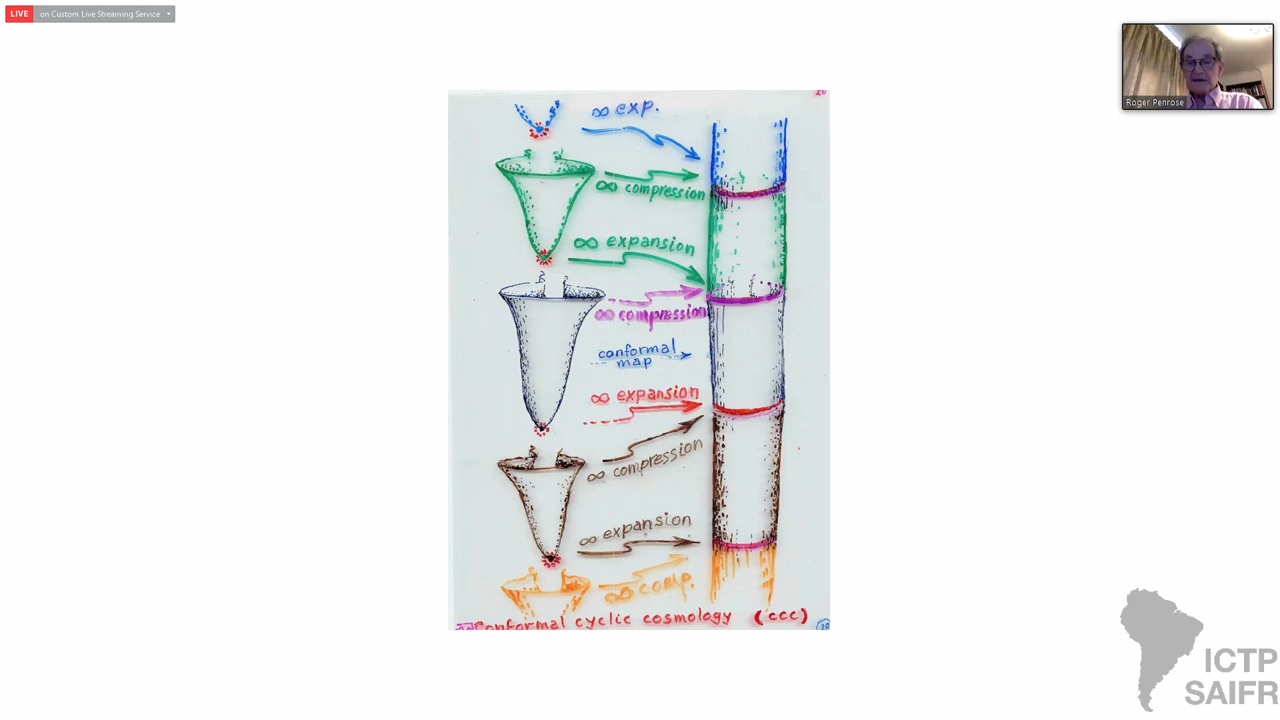 LIVE on Custom Live Streaming Service
Roger Penrose
∞ exp.
∞ compression
∞ expansion
∞ compression
conformal
map
∞ expansion
∞ compression
∞ expansion
∞ comp.
conformal cyclic cosmology (CCC)
ICTP
SAIFR